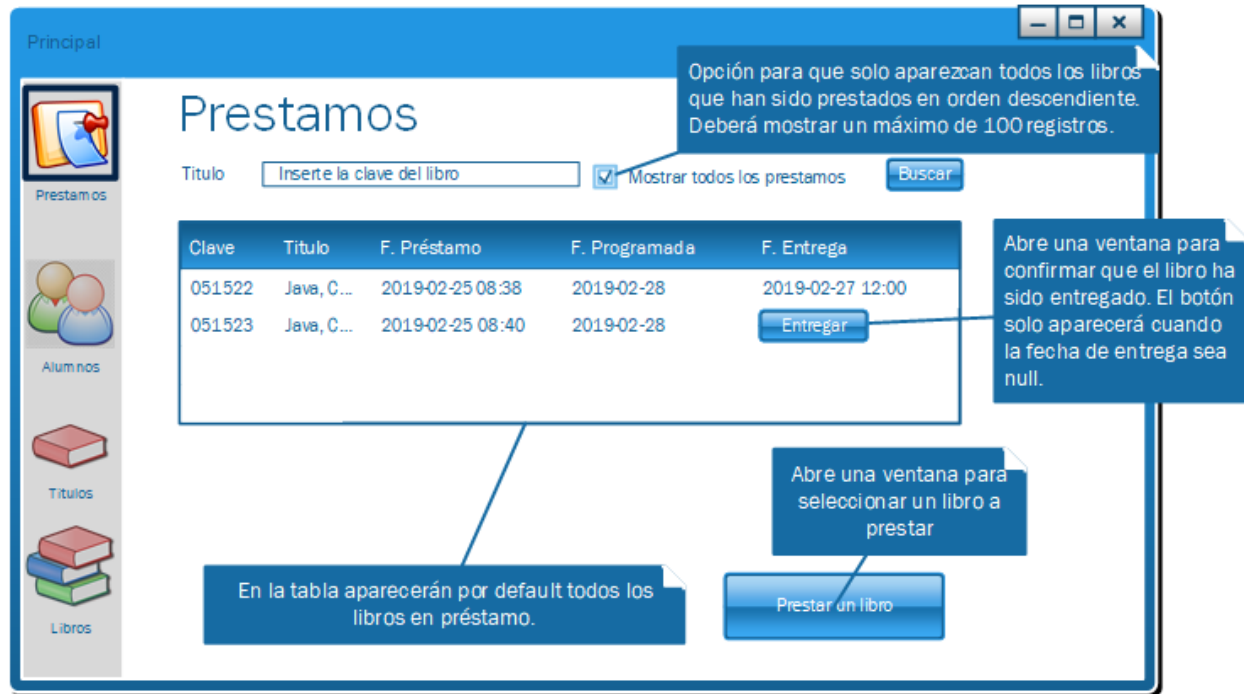 Principal
Opción para que solo aparezcan todos los libros
que han sido prestados en orden descendiente.
Deberá mostrar un máximo de 100 registros.
Prestamos
Titulo Inserte la clave del libro Mostrar todos los prestamos Buscar
Prestamos
Clave Titulo F. Préstamo F. Programada F. Entrega
051522 Java, C... 2019-02-25 08:38 2019-02-28 2019-02-27 12:00
051523 Java, C... 2019-02-25 08:40 2019-02-28 Entregar
Abre una ventana para
confirmar que el libro ha
sido entregado. El botón
solo aparecerá cuando
la fecha de entrega sea
null.
Alumnos
Titulos
Libros
Abre una ventana para
seleccionar un libro a
prestar
En la tabla aparecerán por default todos los
libros en préstamo.
Prestar un libro